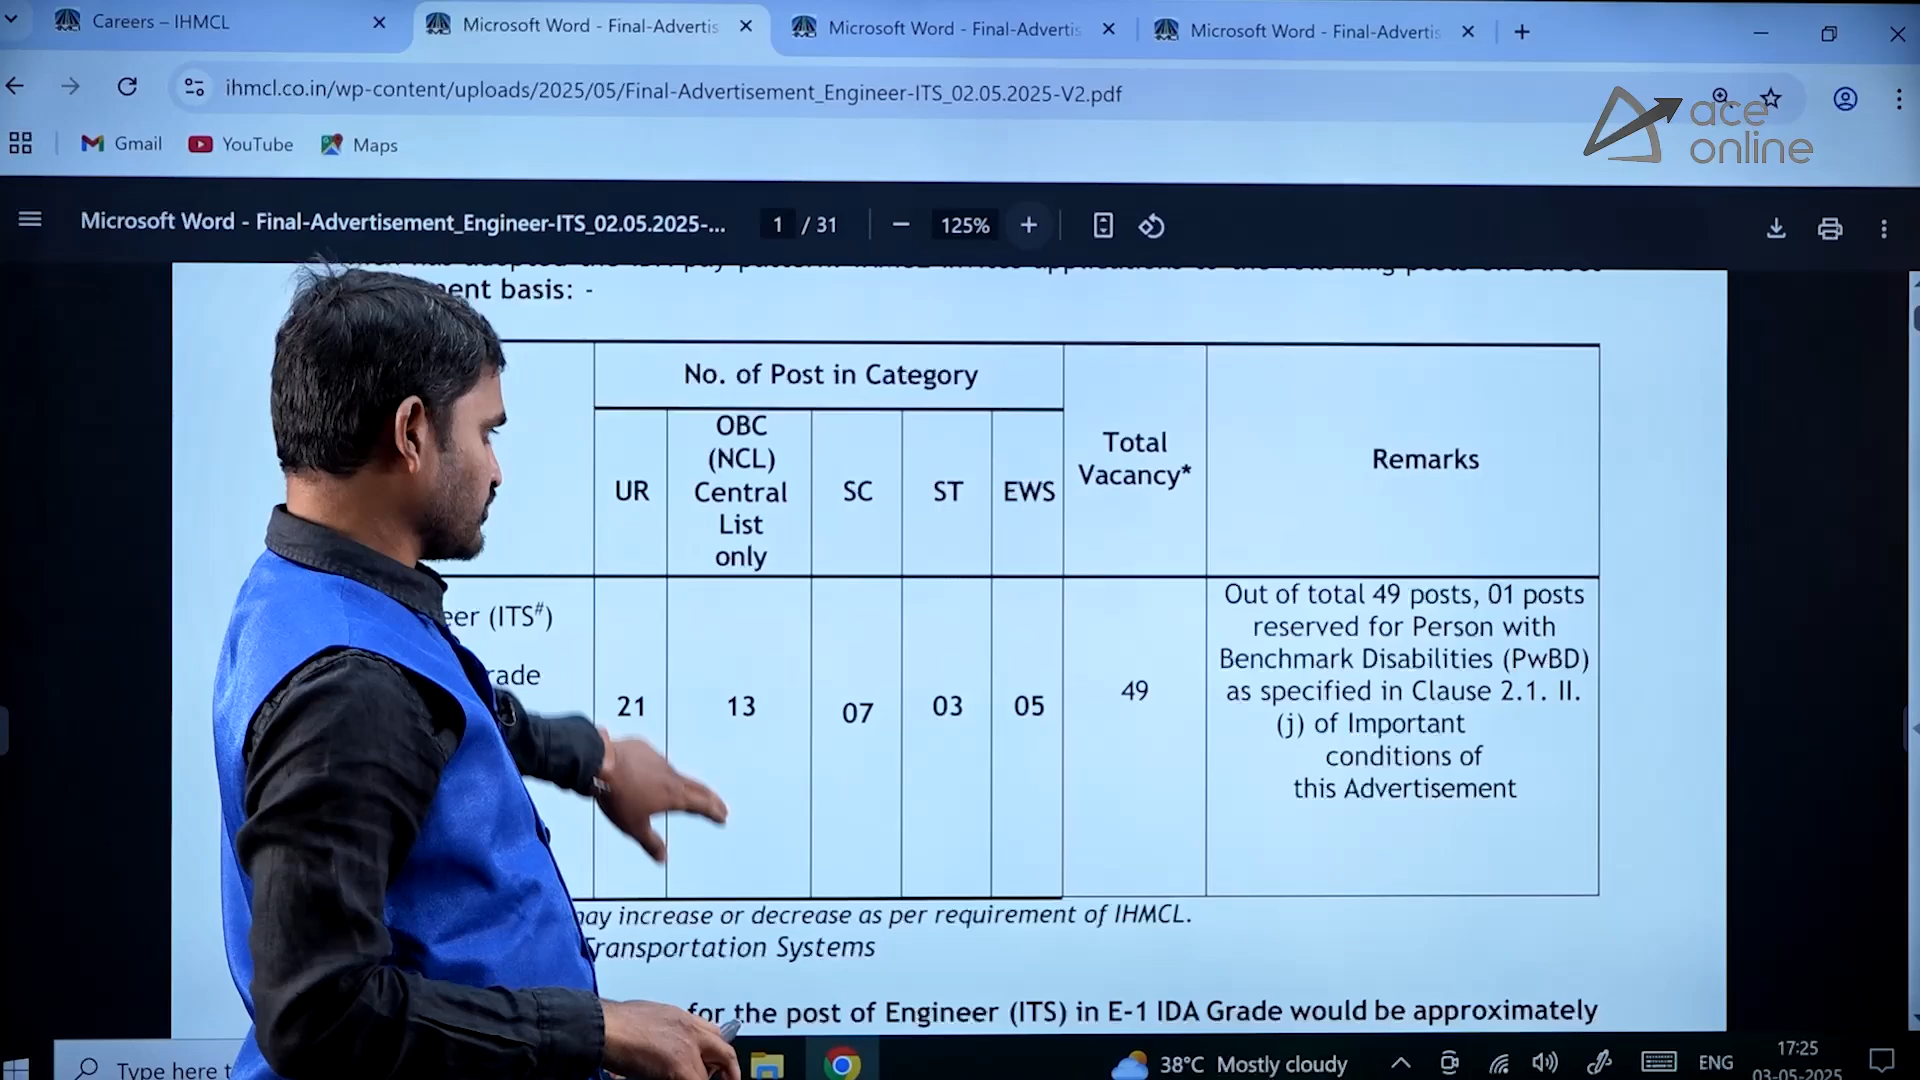 Careers – IHMCL
Microsoft Word - Final-Advertis
Microsoft Word - Final-Advertis
Microsoft Word - Final-Advertis
ihmcl.co.in/wp-content/uploads/2025/05/Final-Advertisement_Engineer-ITS_02.05.2025-V2.pdf
ace
online
Gmail
YouTube
Maps
Microsoft Word - Final-Advertisement_Engineer-ITS_02.05.2025-...
1 / 31
125%
ent basis: -
No. of Post in Category
UR
OBC
(NCL)
Central
List
only
SC
ST
EWS
Total
Vacancy*
Remarks
eer (ITS#)
rade
21
13
07
03
05
49
Out of total 49 posts, 01 posts
reserved for Person with
Benchmark Disabilities (PwBD)
as specified in Clause 2.1. II.
(j) of Important
conditions of
this Advertisement
may increase or decrease as per requirement of IHMCL.
Transportation Systems
for the post of Engineer (ITS) in E-1 IDA Grade would be approximately
Type here t
38°C Mostly cloudy
ENG
17:25
03-05-2025